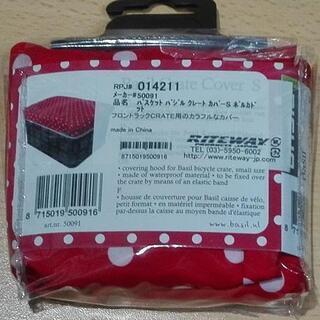 RPJ# 014211
メーカー#50091
品名 バスケット バジル クレート カバーS ポルカドット
フロントラックCRATE用のカラフルなカバー
made in China
RITEWAY
TEL (03)-5950-6002
http://www.riteway-jp.com
8715019500916
• covering hood for Basil bicycle crate, small size
• made of waterproof material • to be fixed over
the crate by means of an elastic band
F.
• housse de couverture pour Basil caisse de vélo,
petit format • en matériel imperméable • fixation
par-dessus la caisse au moyen bande d'élastique
8 715019 500916
art.nr. 50091
www.basil.nl